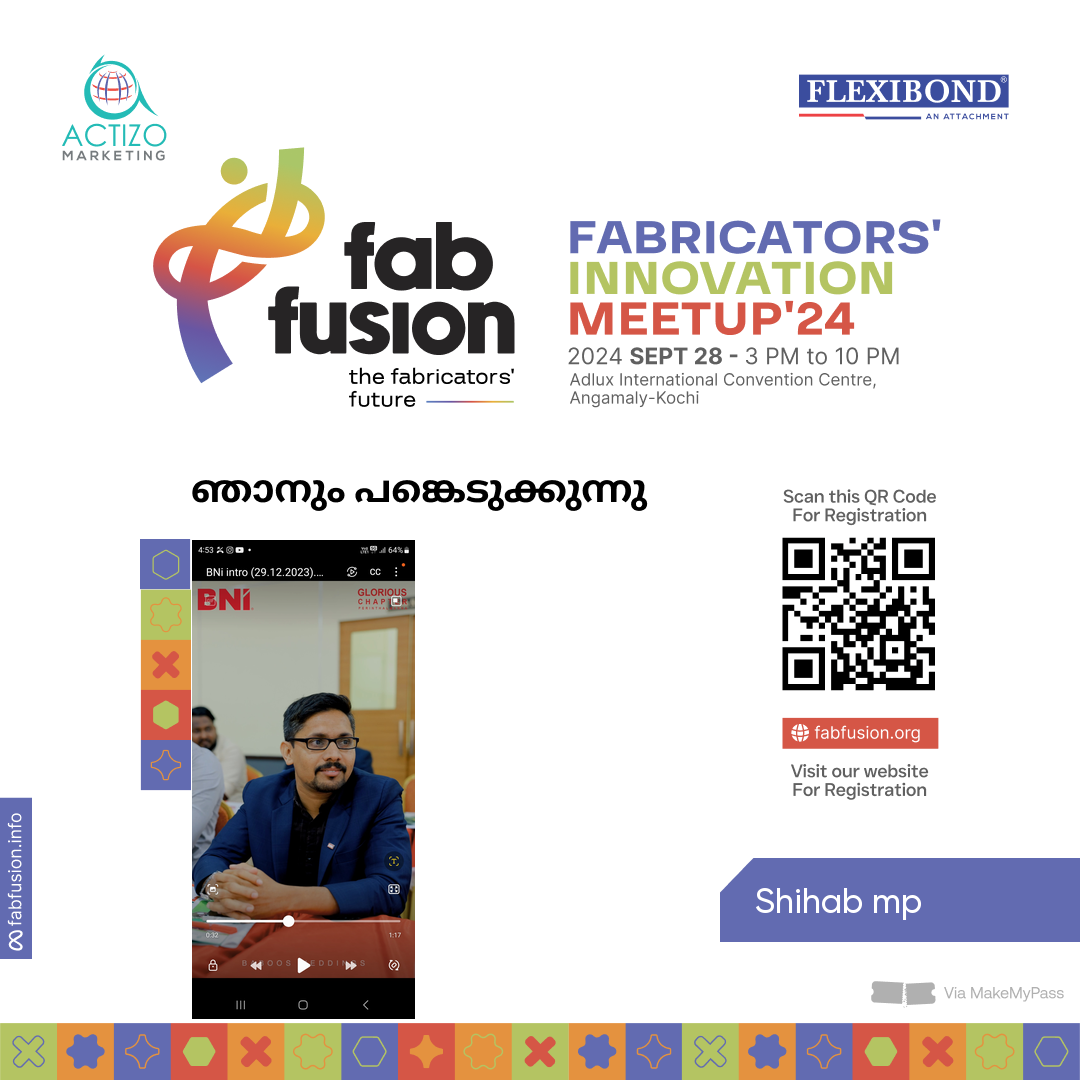 ACTIZO
MARKETING
FLEXIBOND®
AN ATTACHMENT
fab
fusion
the fabricators'
future
FABRICATORS'
INNOVATION
MEETUP'24
2024 SEPT 28 - 3 PM to 10 PM
Adlux International Convention Centre,
Angamaly-Kochi
ഞാനും പങ്കെടുക്കുന്നു
Scan this QR Code
For Registration
4:53
64%
BNi intro (29.12.2023)....
CC
BNI
GLORIOUS
0:32
1:17
fabfusion.org
Visit our website
For Registration
fabfusion.info
Shihab mp
Via MakeMyPass